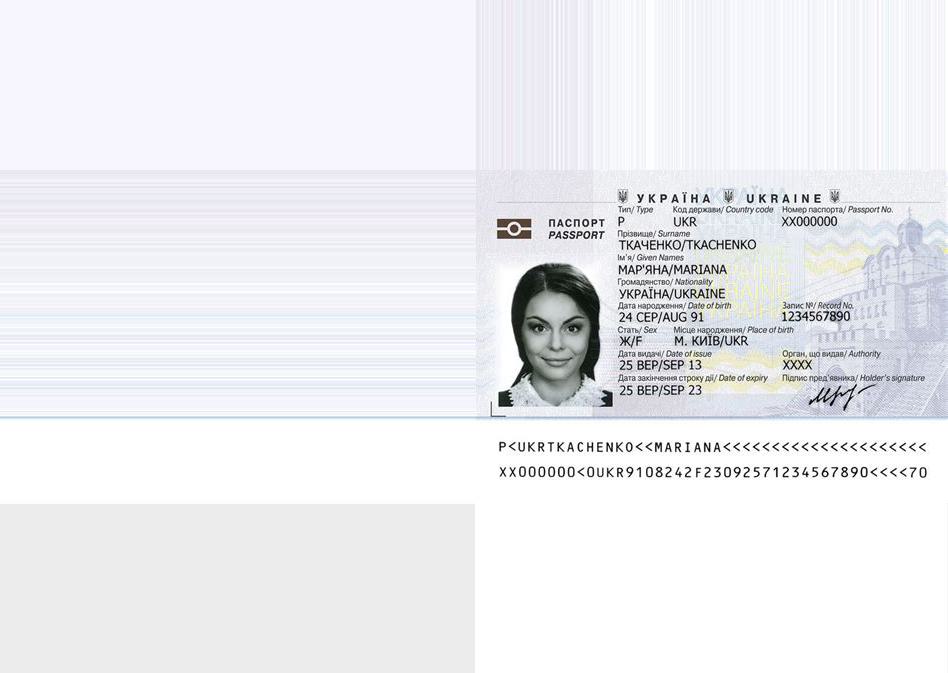 УКРАЇНА UKRAINE
Тип/ Type Код держави/ Country code Номер паспорта/ Passport No.
ПАСПОРТ P UKR XX000000
PASSPORT
Прізвище/ Surname
ТКАЧЕНКО/TKACHENKO
Ім'я/ Given Names
МАР'ЯНА/MARIANA
Громадянство/ Nationality
УКРАЇНА/UKRAINE
Дата народження/ Date of birth Запис №/ Record No.
24 СЕР/AUG 91 1234567890
Стать/ Sex Місце народження/ Place of birth
Ж/F М. КИЇВ/UKR
Дата видачі/ Date of issue Орган, що видав/ Authority
25 ВЕР/SEP 13 XXXX
Дата закінчення строку дії/ Date of expiry Підпис пред'явника/ Holder's signature
25 ВЕР/SEP 23
P<UKRTKACHENKO<<MARIANA<<<<<<<<<<<<<<<<<<<<<
XX000000<0UKR9108242F23092571234567890<<<<70